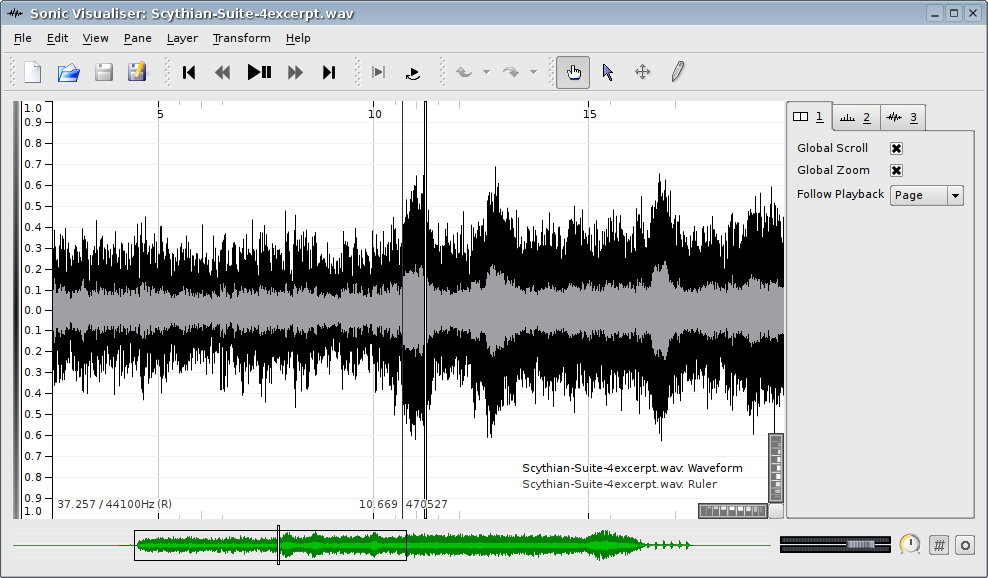 Sonic Visualiser: Scythian-Suite-4excerpt.wav
File Edit View Pane Layer Transform Help
1.0
0.9
0.8
0.7
0.6
0.5
0.4
0.3
0.2
0.1
0.0
0.1
0.2
0.3
0.4
0.5
0.6
0.7
0.8
0.9
1.0
5 10 15
Scythian-Suite-4excerpt.wav: Waveform
Scythian-Suite-4excerpt.wav: Ruler
37.257 / 44100Hz (R) 10.669 470527
1 2 3
Global Scroll
Global Zoom
Follow Playback Page
#